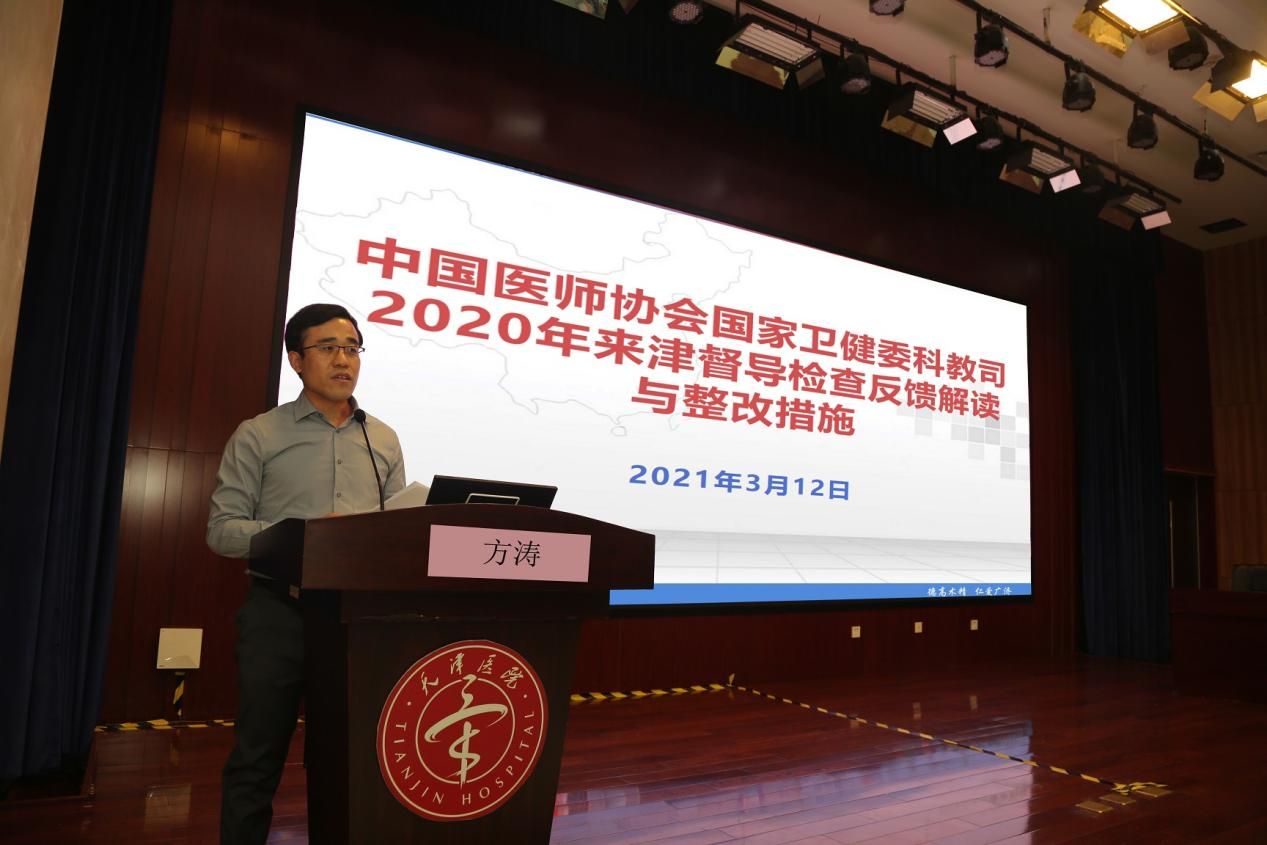 中国医师协会国家卫健委科教司
2020年来津督导检查反馈解读
与整改措施
2021年3月12日
德高术精 仁爱广济
方涛
天津医院
TIANJIN HOSPITAL